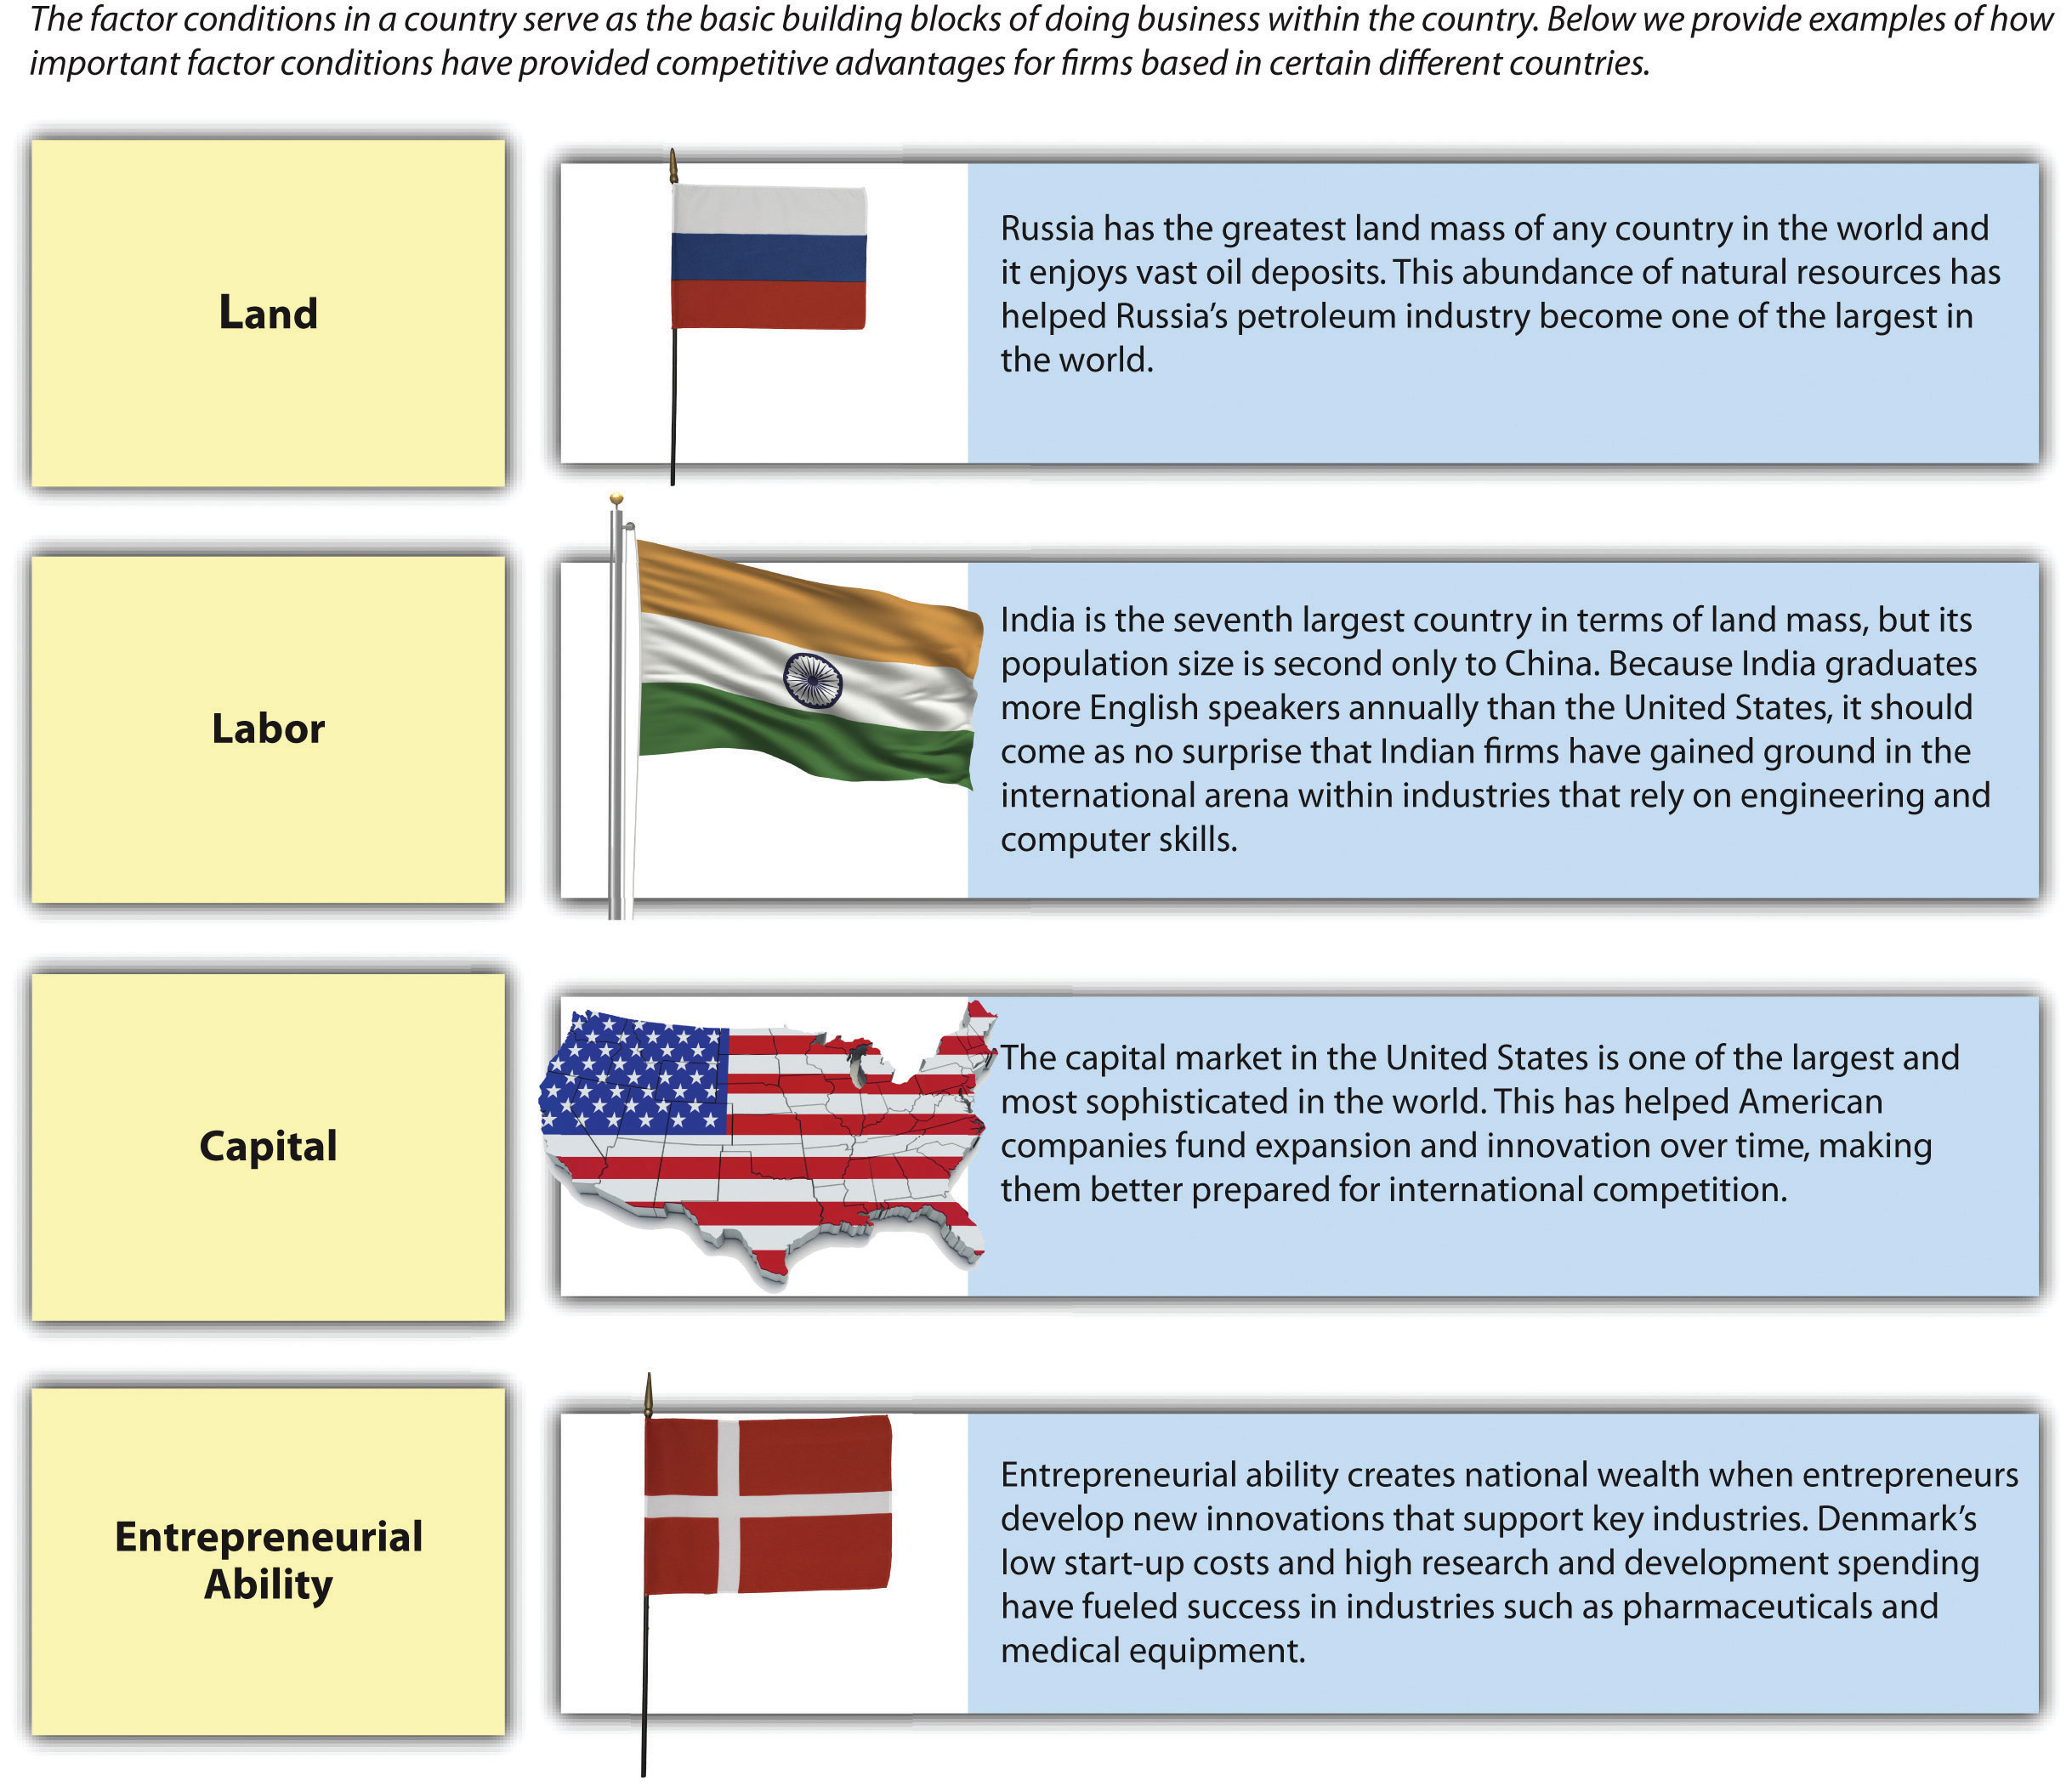 The factor conditions in a country serve as the basic building blocks of doing business within the country. Below we provide examples of how
important factor conditions have provided competitive advantages for firms based in certain different countries.
Land
Russia has the greatest land mass of any country in the world and
it enjoys vast oil deposits. This abundance of natural resources has
helped Russia’s petroleum industry become one of the largest in
the world.
Labor
India is the seventh largest country in terms of land mass, but its
population size is second only to China. Because India graduates
more English speakers annually than the United States, it should
come as no surprise that Indian firms have gained ground in the
international arena within industries that rely on engineering and
computer skills.
Capital
The capital market in the United States is one of the largest and
most sophisticated in the world. This has helped American
companies fund expansion and innovation over time, making
them better prepared for international competition.
Entrepreneurial
Ability
Entrepreneurial ability creates national wealth when entrepreneurs
develop new innovations that support key industries. Denmark’s
low start-up costs and high research and development spending
have fueled success in industries such as pharmaceuticals and
medical equipment.